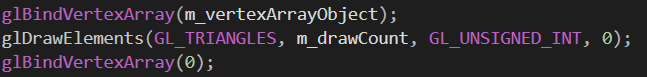 glBindVertexArray(m_vertexArrayObject);
glDrawElements(GL_TRIANGLES, m_drawCount, GL_UNSIGNED_INT, 0);
glBindVertexArray(0);